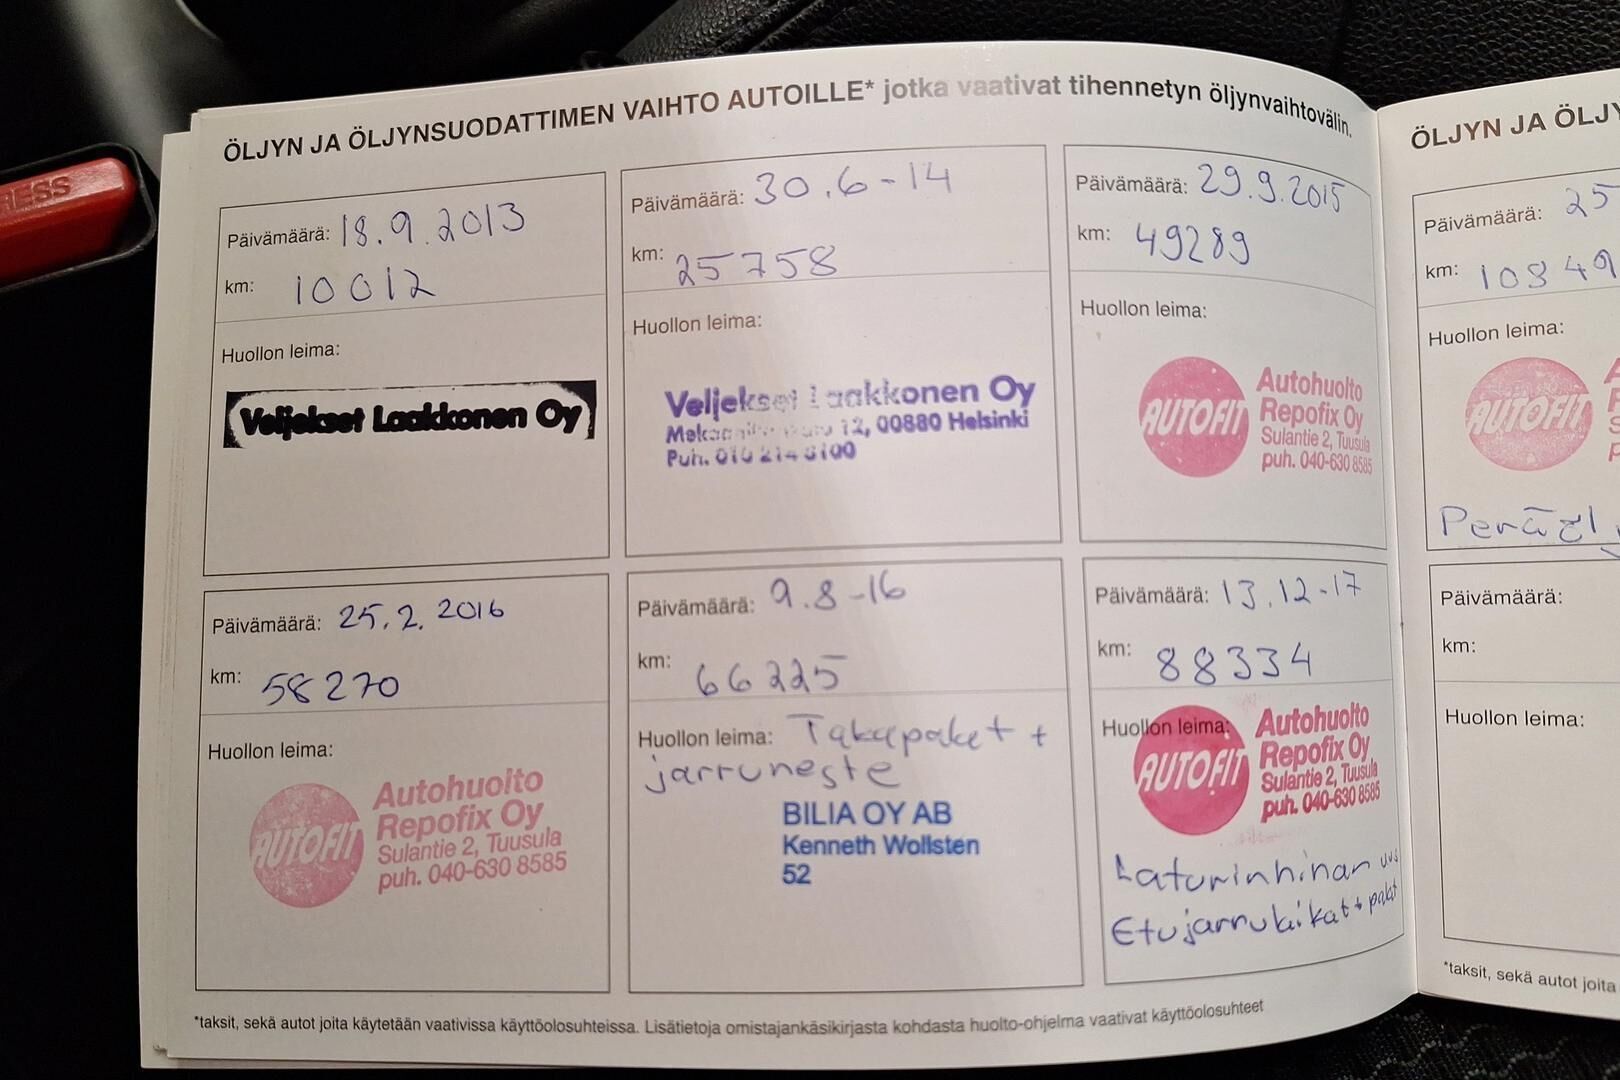 ÖLJYN JA ÖLJYNSUODATTIMEN VAIHTO AUTOILLE* jotka vaativat tihennetyn öljynvaihtovälin.
Päivämäärä: 18.9.2013
km: 10012
Huollon leima:
Veljekset Laakkonen Oy
Päivämäärä: 30.6-14
km: 25758
Huollon leima:
Veljekset Laakkonen Oy
12, 00880 Helsinki
Puh.
Päivämäärä: 29.9.2015
km: 49289
Huollon leima:
AUTOFIT
Autohuolto
Repofix Oy
Sulantie 2, Tuusula
puh. 040-630 8585
Päivämäärä: 25.2.2016
km: 58270
Huollon leima:
AUTOFIT
Autohuolto
Repofix Oy
Sulantie 2, Tuusula
puh. 040-630 8585
Päivämäärä: 9.8-16
km: 66225
Huollon leima: Takapalat +
jarruneste
BILIA OY AB
Kenneth Wollsten
52
Päivämäärä: 13.12-17
km: 88334
Huollon leima:
AUTOFIT
Autohuolto
Repofix Oy
Sulantie 2, Tuusula
puh. 040-630 8585
Laturinhihnan uus
Etujarrulaikat + palat
*taksit, sekä autot joita käytetään vaativissa käyttöolosuhteissa. Lisätietoja omistajankäsikirjasta kohdasta huolto-ohjelma vaativat käyttöolosuhteet
ÖLJYN JA ÖLJY
Päivämäärä: 25
km:
Huollon leima:
AUTOFIT
Päivämäärä:
km:
Huollon leima:
*taksit, sekä autot joita